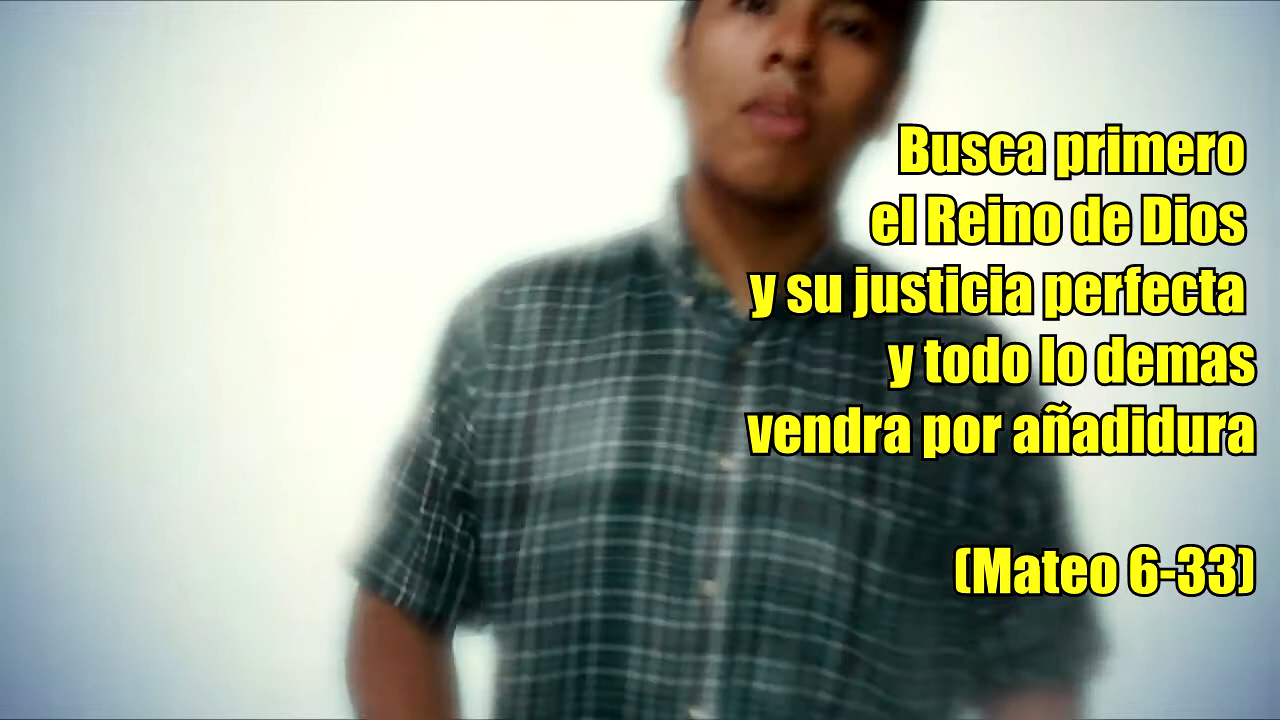 Busca primero
el Reino de Dios
y su justicia perfecta
y todo lo demas
vendra por añadidura
(Mateo 6-33)